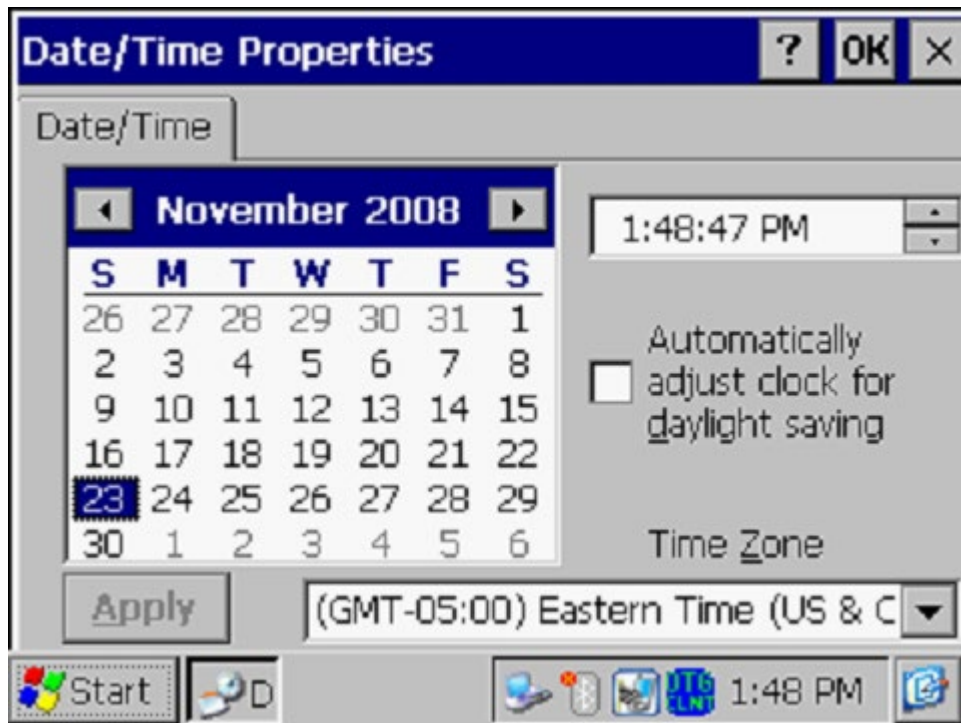 Date/Time Properties ? OK ×
Date/Time
November 2008
S M T W T F S
26 27 28 29 30 31 1
2 3 4 5 6 7 8
9 10 11 12 13 14 15
16 17 18 19 20 21 22
23 24 25 26 27 28 29
30 1 2 3 4 5 6
1:48:47 PM
Automatically
adjust clock for
daylight saving
Time Zone
Apply
(GMT-05:00) Eastern Time (US & C
Start
D
DTG
CLNT
1:48 PM